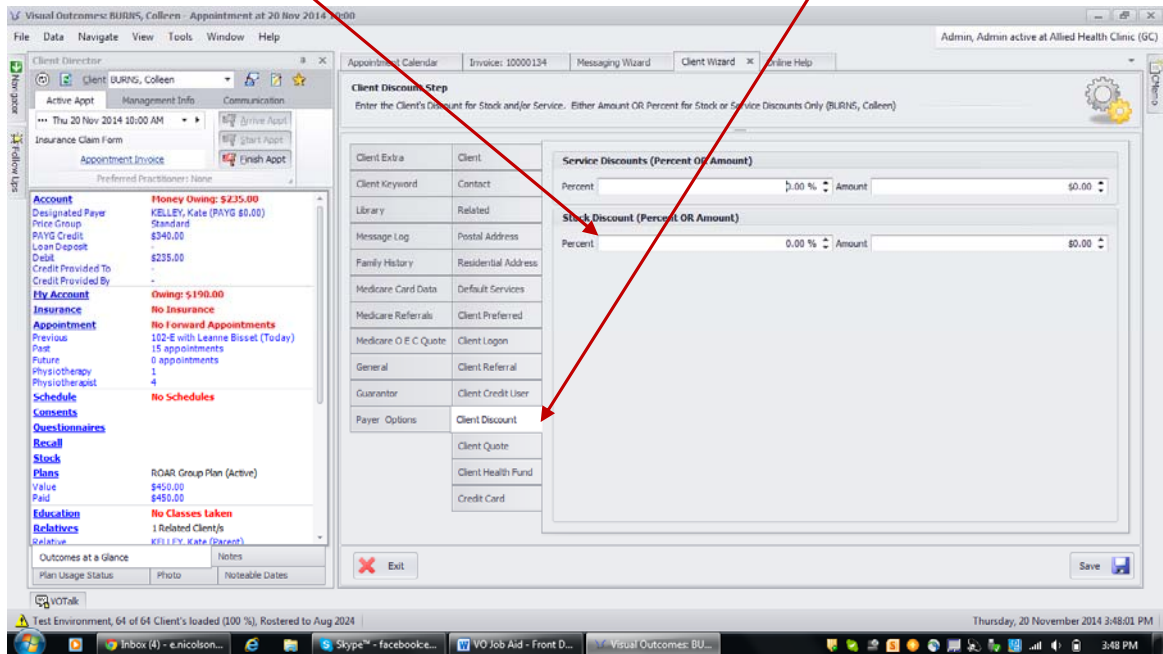 Visual Outcomes: BURNS, Colleen - Appointment at 20 Nov 2014 10:00
File Data Navigate View Tools Window Help
Admin, Admin active at Allied Health Clinic (GC)
Navigator
Follow Ups
Client Director
Client BURNS, Colleen
Active Appt Management Info Communication
Thu 20 Nov 2014 10:00 AM
Arrive Appt
Insurance Claim Form
Start Appt
Appointment Invoice
Finish Appt
Preferred Practitioner: None
Account Money Owing: $235.00
Designated Payer KELLEY, Kate (PAYG $0.00)
Price Group Standard
PAYG Credit $340.00
Loan Deposit -
Debt $235.00
Credit Provided To -
Credit Provided By -
My Account Owing: $190.00
Insurance No Insurance
Appointment No Forward Appointments
Previous 102-E with Leanne Bisset (Today)
Past 15 appointments
Future 0 appointments
Physiotherapy 1
Physiotherapist 4
Schedule No Schedules
Consents
Questionnaires
Recall
Stock
Plans ROAR Group Plan (Active)
Value $450.00
Paid $450.00
Education No Classes taken
Relatives 1 Related Client/s
Relative KELLEY, Kate (Parent)
Outcomes at a Glance Notes
Plan Usage Status Photo Noteable Dates
VOTalk
Appointment Calendar Invoice: 10000134 Messaging Wizard Client Wizard Online Help
Client Discount Step
Enter the Client's Discount for Stock and/or Service. Either Amount OR Percent for Stock or Service Discounts Only (BURNS, Colleen)
Client Extra Client
Client Keyword Contact
Library Related
Message Log Postal Address
Family History Residential Address
Medicare Card Data Default Services
Medicare Referrals Client Preferred
Medicare O E C Quote Client Logon
General Client Referral
Guarantor Client Credit User
Payer Options Client Discount
Client Quote
Client Health Fund
Credit Card
Service Discounts (Percent OR Amount)
Percent 0.00 % Amount $0.00
Stock Discount (Percent OR Amount)
Percent 0.00 % Amount $0.00
Exit
Save
CMemo
Test Environment, 64 of 64 Client's loaded (100 %), Rostered to Aug 2024
Thursday, 20 November 2014 3:48:01 PM
Inbox (4) - e.nicolson... Skype™ - facebook:e... VO Job Aid - Front D... Visual Outcomes: BU...
3:48 PM